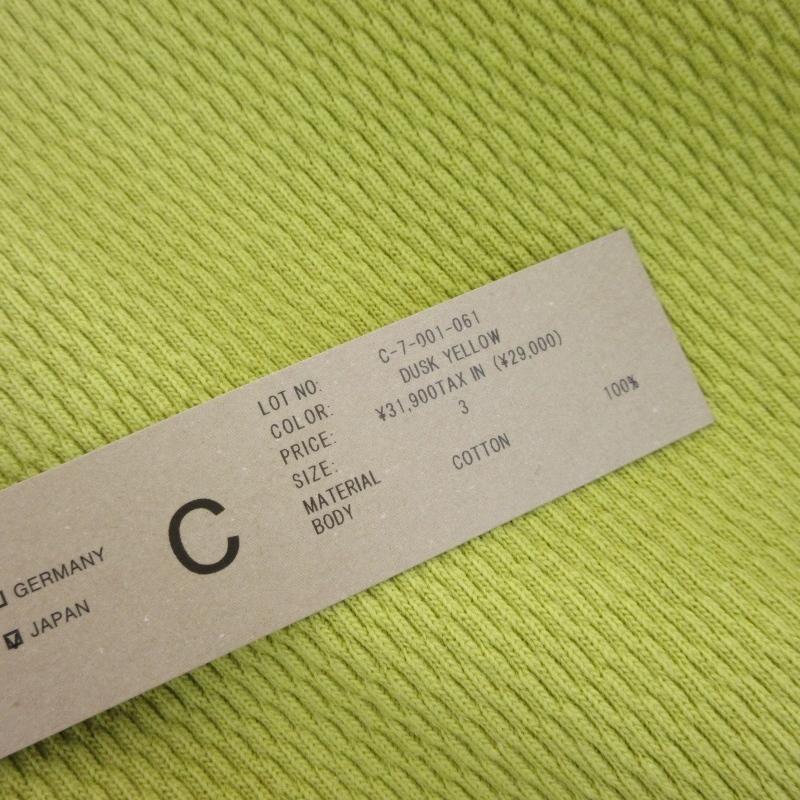 GERMANY
JAPAN
C
LOT NO: C-7-001-061
COLOR: DUSK YELLOW
PRICE: ¥31,900TAX IN (¥29,000)
SIZE: 3
MATERIAL
BODY COTTON 100%